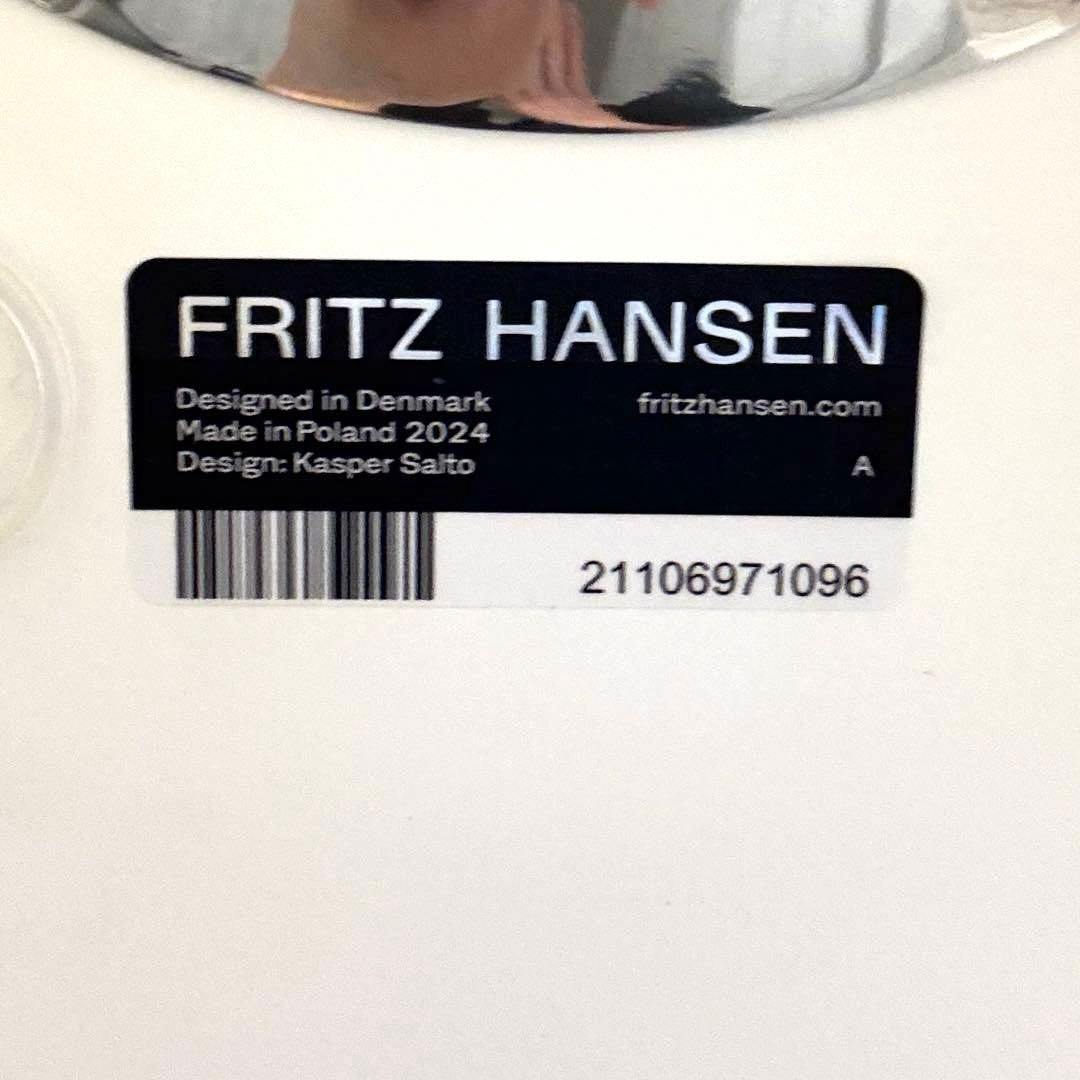 FRITZ HANSEN
Designed in Denmark
Made in Poland 2024
Design: Kasper Salto
fritzhansen.com
A
21106971096